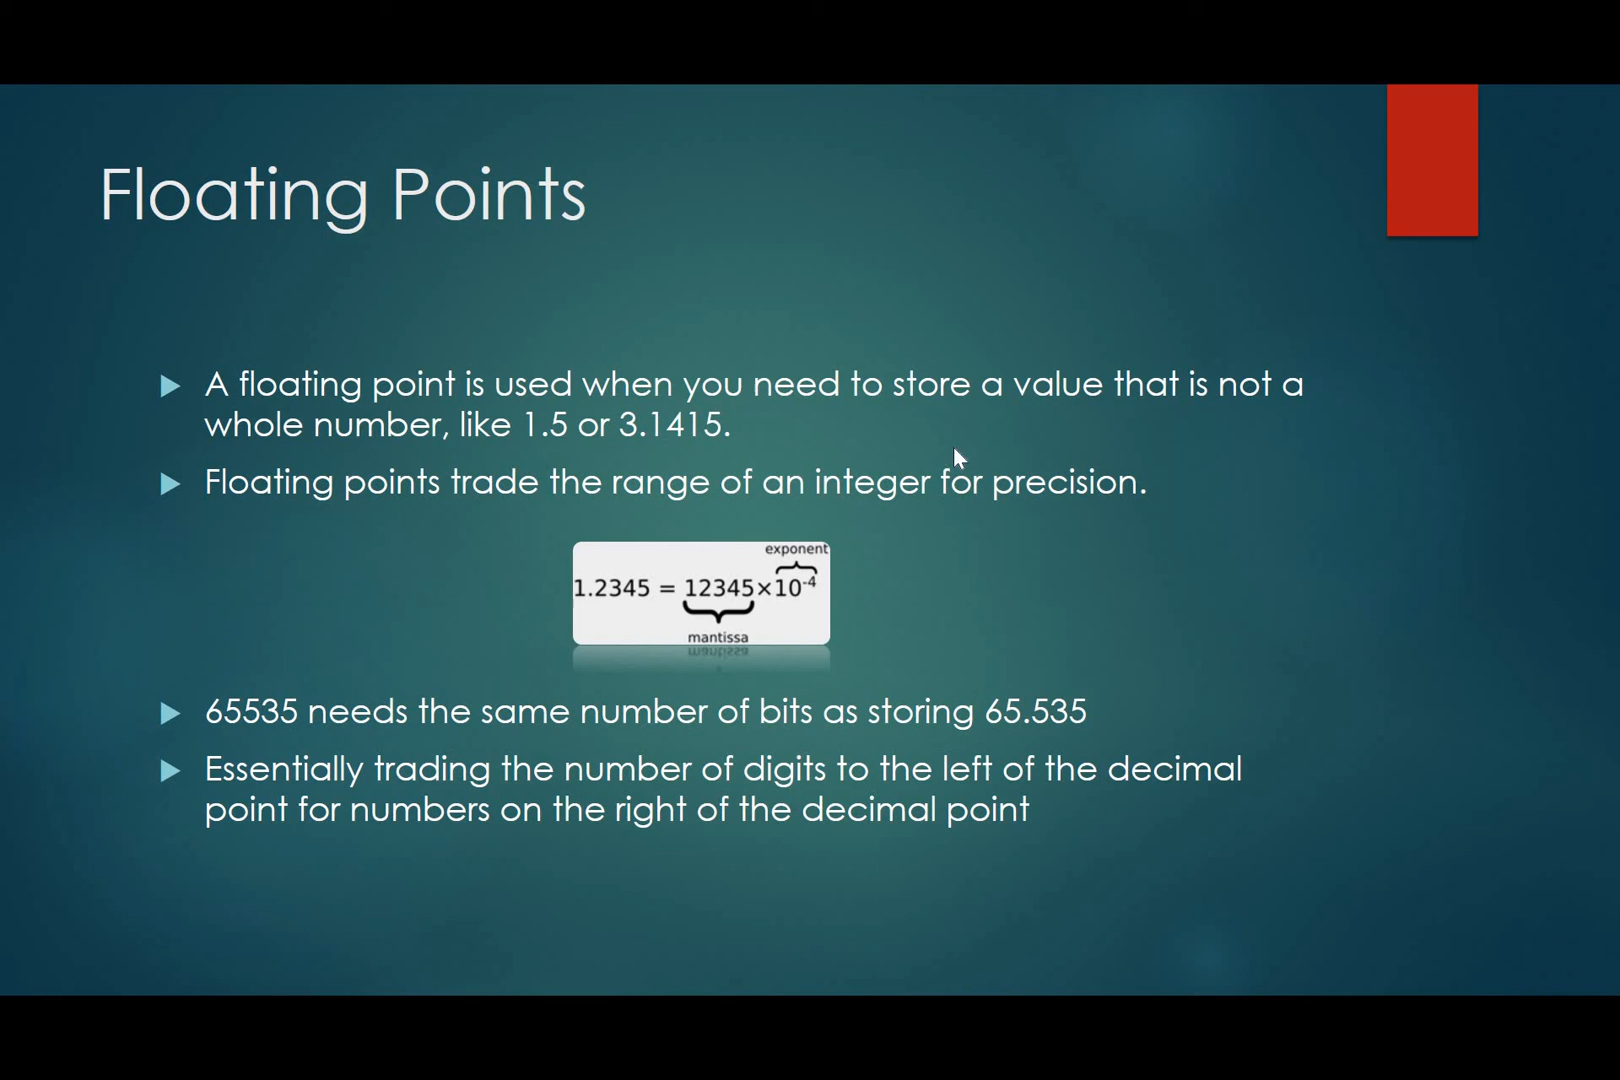 Floating Points
A floating point is used when you need to store a value that is not a
whole number, like 1.5 or 3.1415.
Floating points trade the range of an integer for precision.
exponent
1.2345 = 12345×10⁻⁴
mantissa
65535 needs the same number of bits as storing 65.535
Essentially trading the number of digits to the left of the decimal
point for numbers on the right of the decimal point